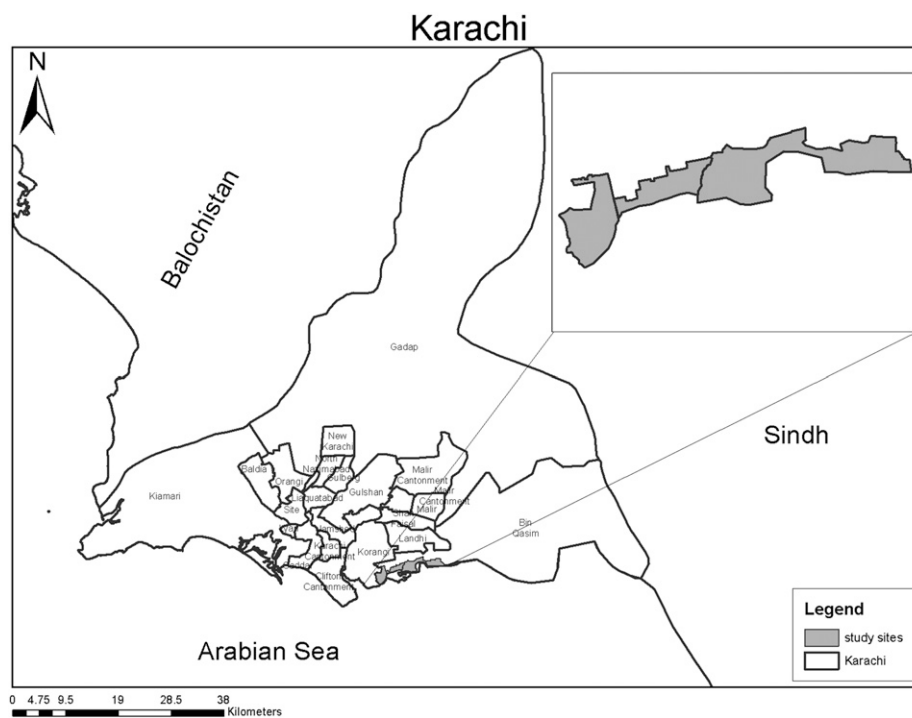 Karachi
N
Balochistan
Gadap
Sindh
New
Karachi
North
Nazimabad
Gulberg
Baldia
Orangi
Malir
Cantonment
Malir
Cantonment
Kiamari
Liaquatabad
Gulshan
Site
Malir
Shah
Faisal
Bin
Qasim
Jamshed
Landhi
Karachi
Cantonment
Korangi
Clifton
Cantonment
Arabian Sea
Legend
study sites
Karachi
0 4.75 9.5 19 28.5 38
Kilometers